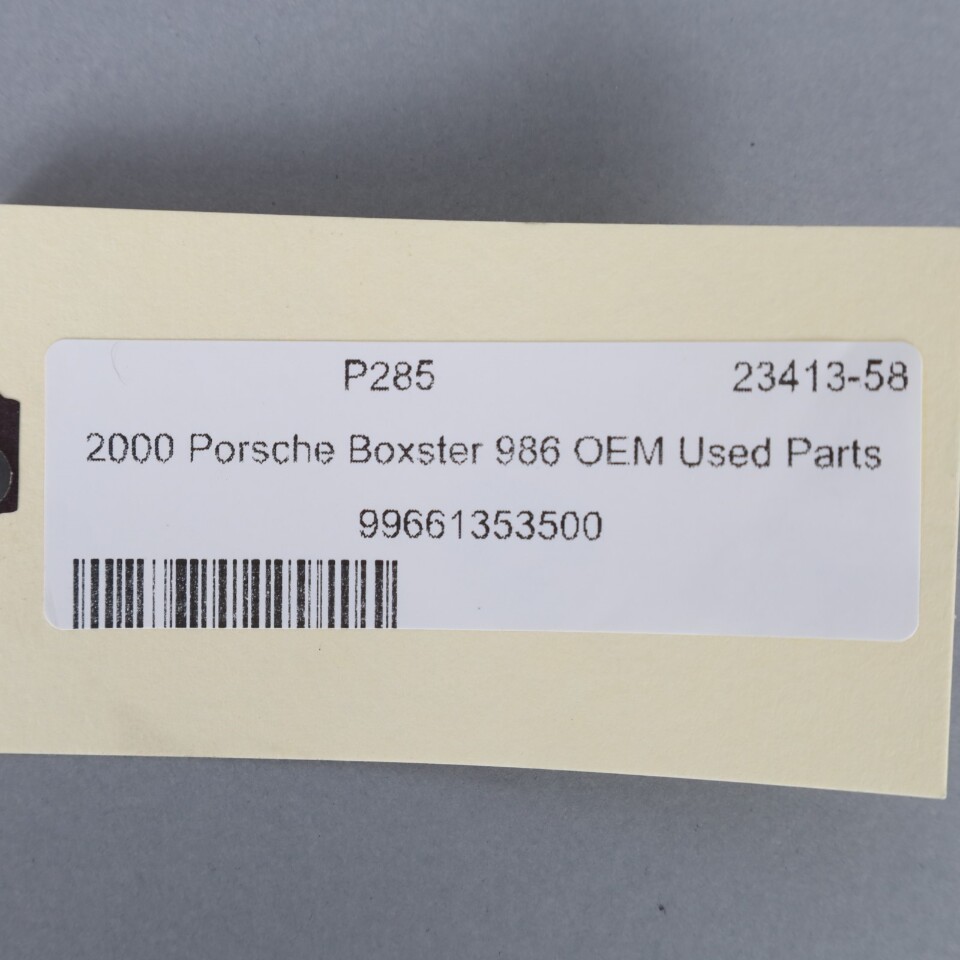 P285 23413-58
2000 Porsche Boxster 986 OEM Used Parts
99661353500